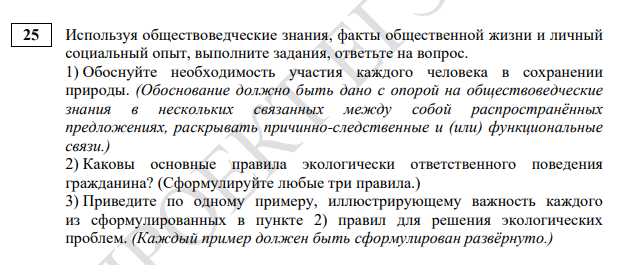 25 Используя обществоведческие знания, факты общественной жизни и личный
социальный опыт, выполните задания, ответьте на вопрос.
1) Обоснуйте необходимость участия каждого человека в сохранении
природы. (Обоснование должно быть дано с опорой на обществоведческие
знания в нескольких связанных между собой распространённых
предложениях, раскрывать причинно-следственные и (или) функциональные
связи.)
2) Каковы основные правила экологически ответственного поведения
гражданина? (Сформулируйте любые три правила.)
3) Приведите по одному примеру, иллюстрирующему важность каждого
из сформулированных в пункте 2) правил для решения экологических
проблем. (Каждый пример должен быть сформулирован развёрнуто.)
ПРОЕКТ ЕГЭ